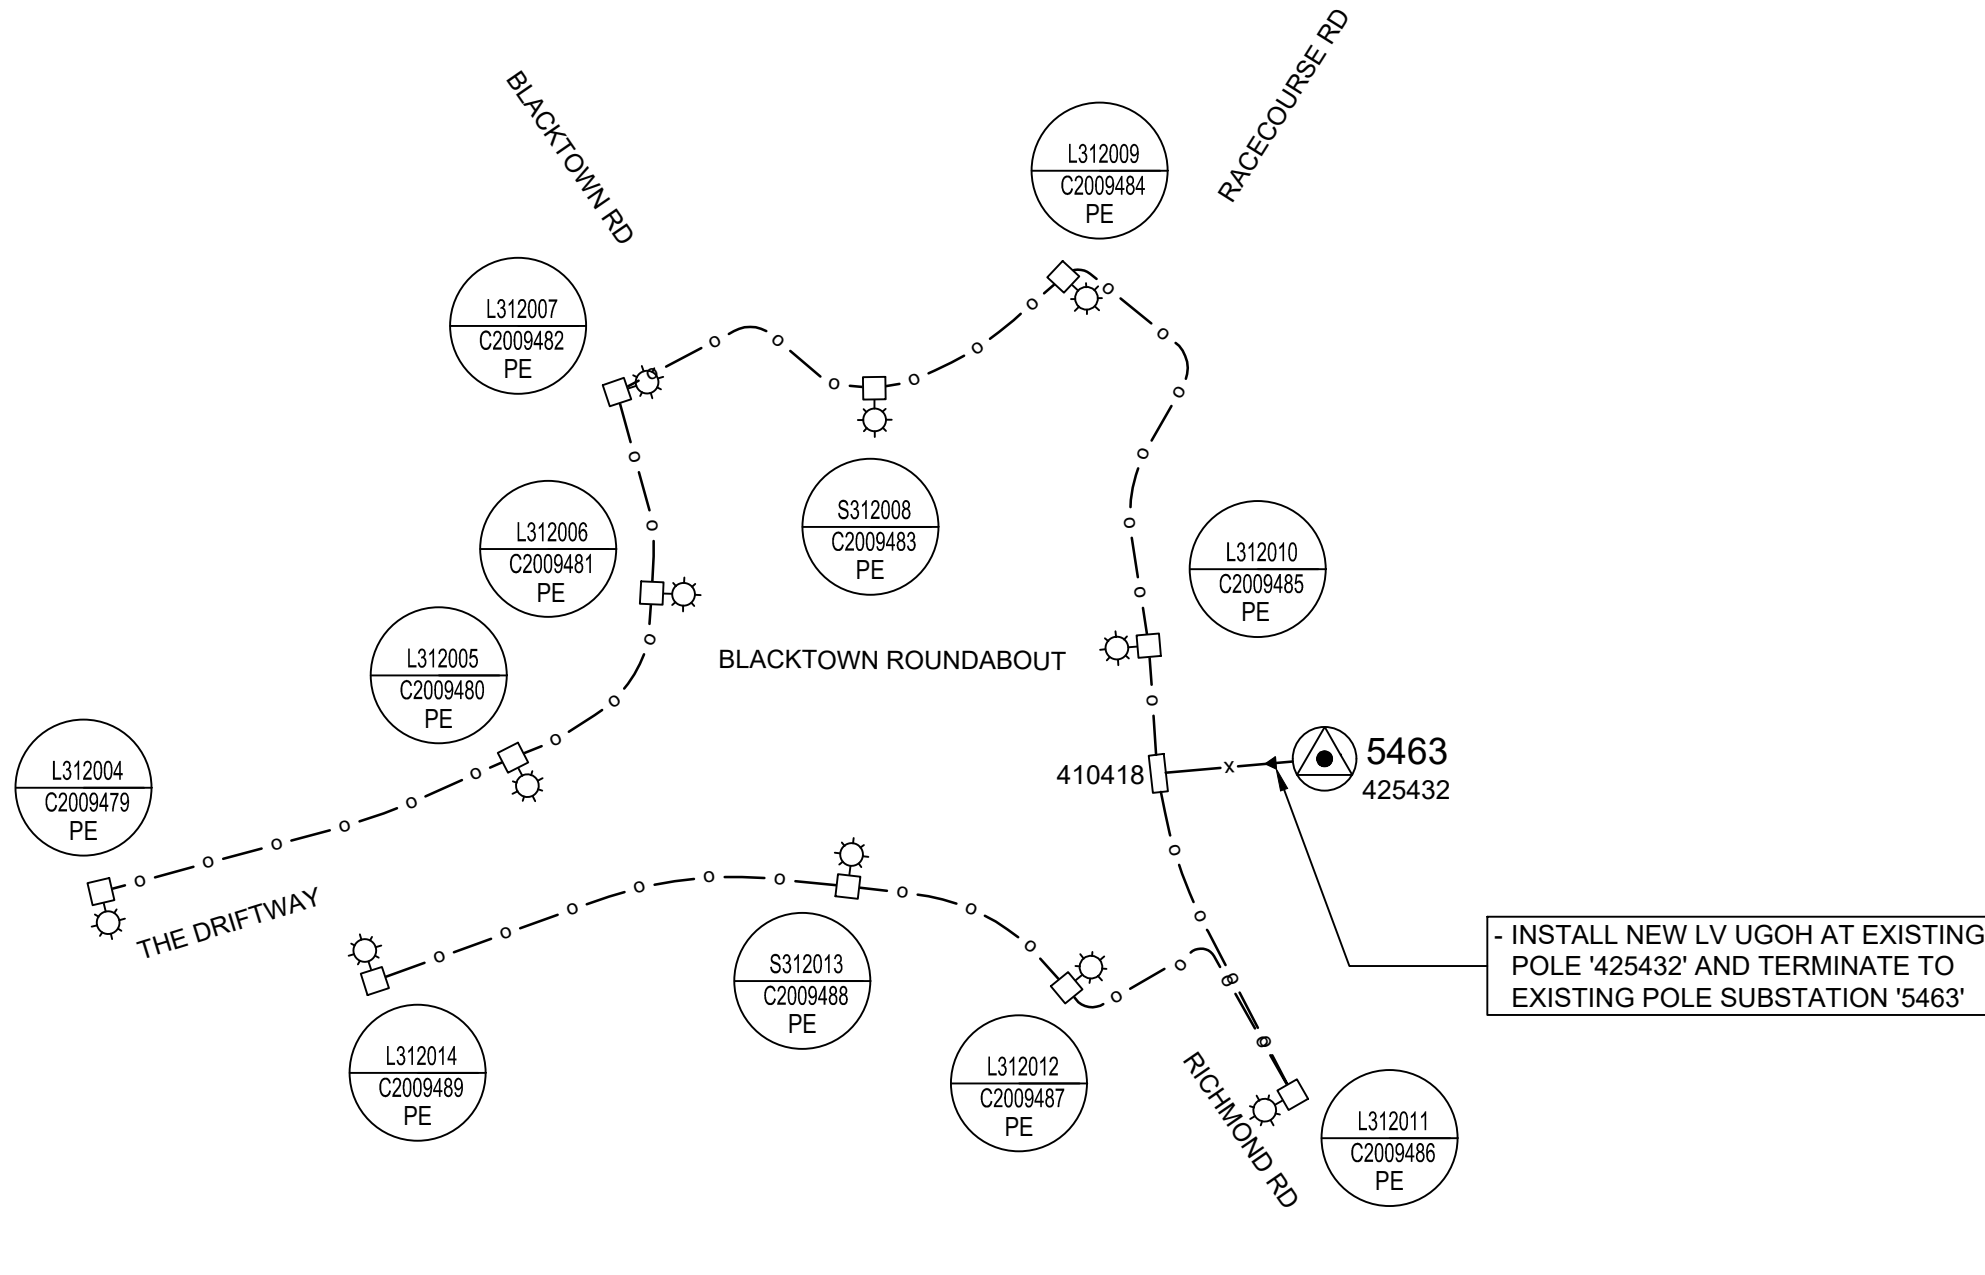 BLACKTOWN RD
RACECOURSE RD
L312009
C2009484
PE
L312007
C2009482
PE
L312006
C2009481
PE
S312008
C2009483
PE
L312010
C2009485
PE
BLACKTOWN ROUNDABOUT
L312005
C2009480
PE
L312004
C2009479
PE
410418
x
5463
425432
THE DRIFTWAY
- INSTALL NEW LV UGOH AT EXISTING
POLE '425432' AND TERMINATE TO
EXISTING POLE SUBSTATION '5463'
S312013
C2009488
PE
L312014
C2009489
PE
L312012
C2009487
PE
RICHMOND RD
L312011
C2009486
PE